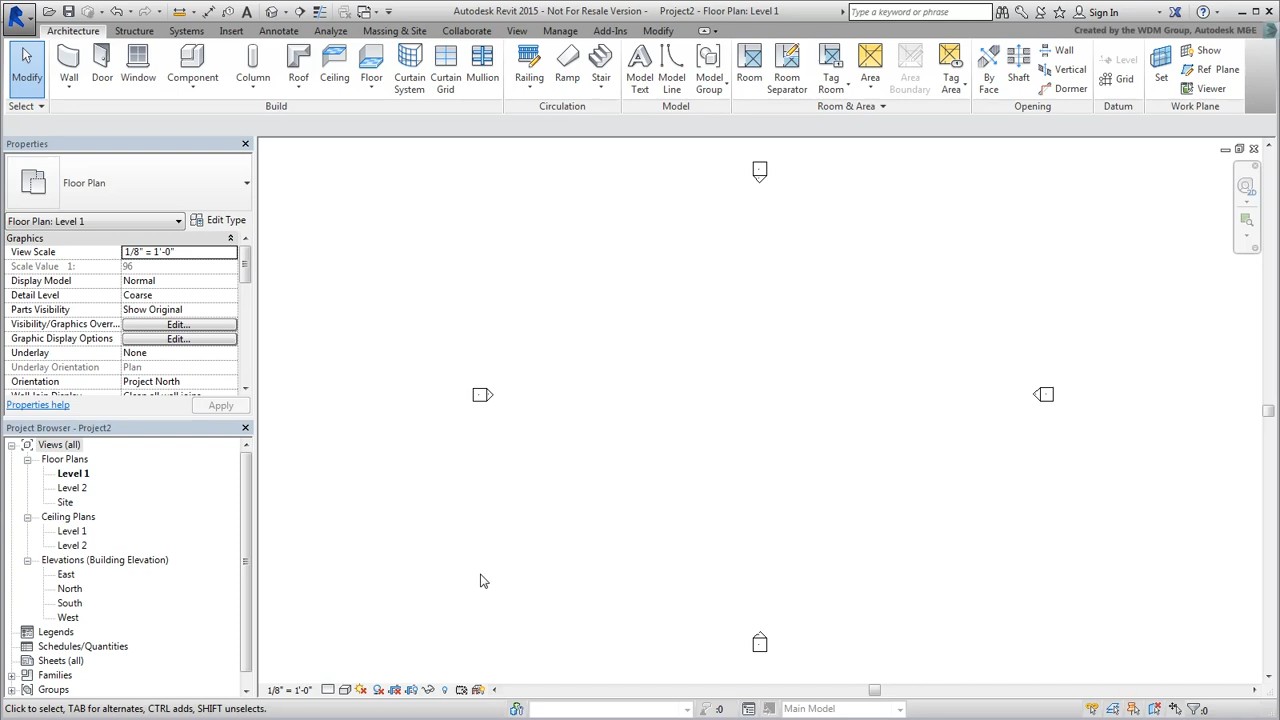 Autodesk Revit 2015 - Not For Resale Version - Project2 - Floor Plan: Level 1
Type a keyword or phrase
Sign In
Architecture Structure Systems Insert Annotate Analyze Massing & Site Collaborate View Manage Add-Ins Modify
Created by the WDM Group, Autodesk M&E
Modify Wall Door Window Component Column Roof Ceiling Floor Curtain System Curtain Grid Mullion Railing Ramp Stair Model Text Model Line Model Group Room Room Separator Tag Room Area Area Boundary Tag Area By Face Shaft Wall Vertical Dormer Level Grid Set Show Ref Plane Viewer
Select Build Circulation Model Room & Area Opening Datum Work Plane
Properties
Floor Plan
Floor Plan: Level 1 Edit Type
Graphics
View Scale 1/8" = 1'-0"
Scale Value 1: 96
Display Model Normal
Detail Level Coarse
Parts Visibility Show Original
Visibility/Graphics Overr... Edit...
Graphic Display Options Edit...
Underlay None
Underlay Orientation Plan
Orientation Project North
Properties help Apply
Project Browser - Project2
Views (all)
Floor Plans
Level 1
Level 2
Site
Ceiling Plans
Level 1
Level 2
Elevations (Building Elevation)
East
North
South
West
Legends
Schedules/Quantities
Sheets (all)
Families
Groups
1/8" = 1'-0"
Click to select, TAB for alternates, CTRL adds, SHIFT unselects.
:0
Main Model
:0
2D